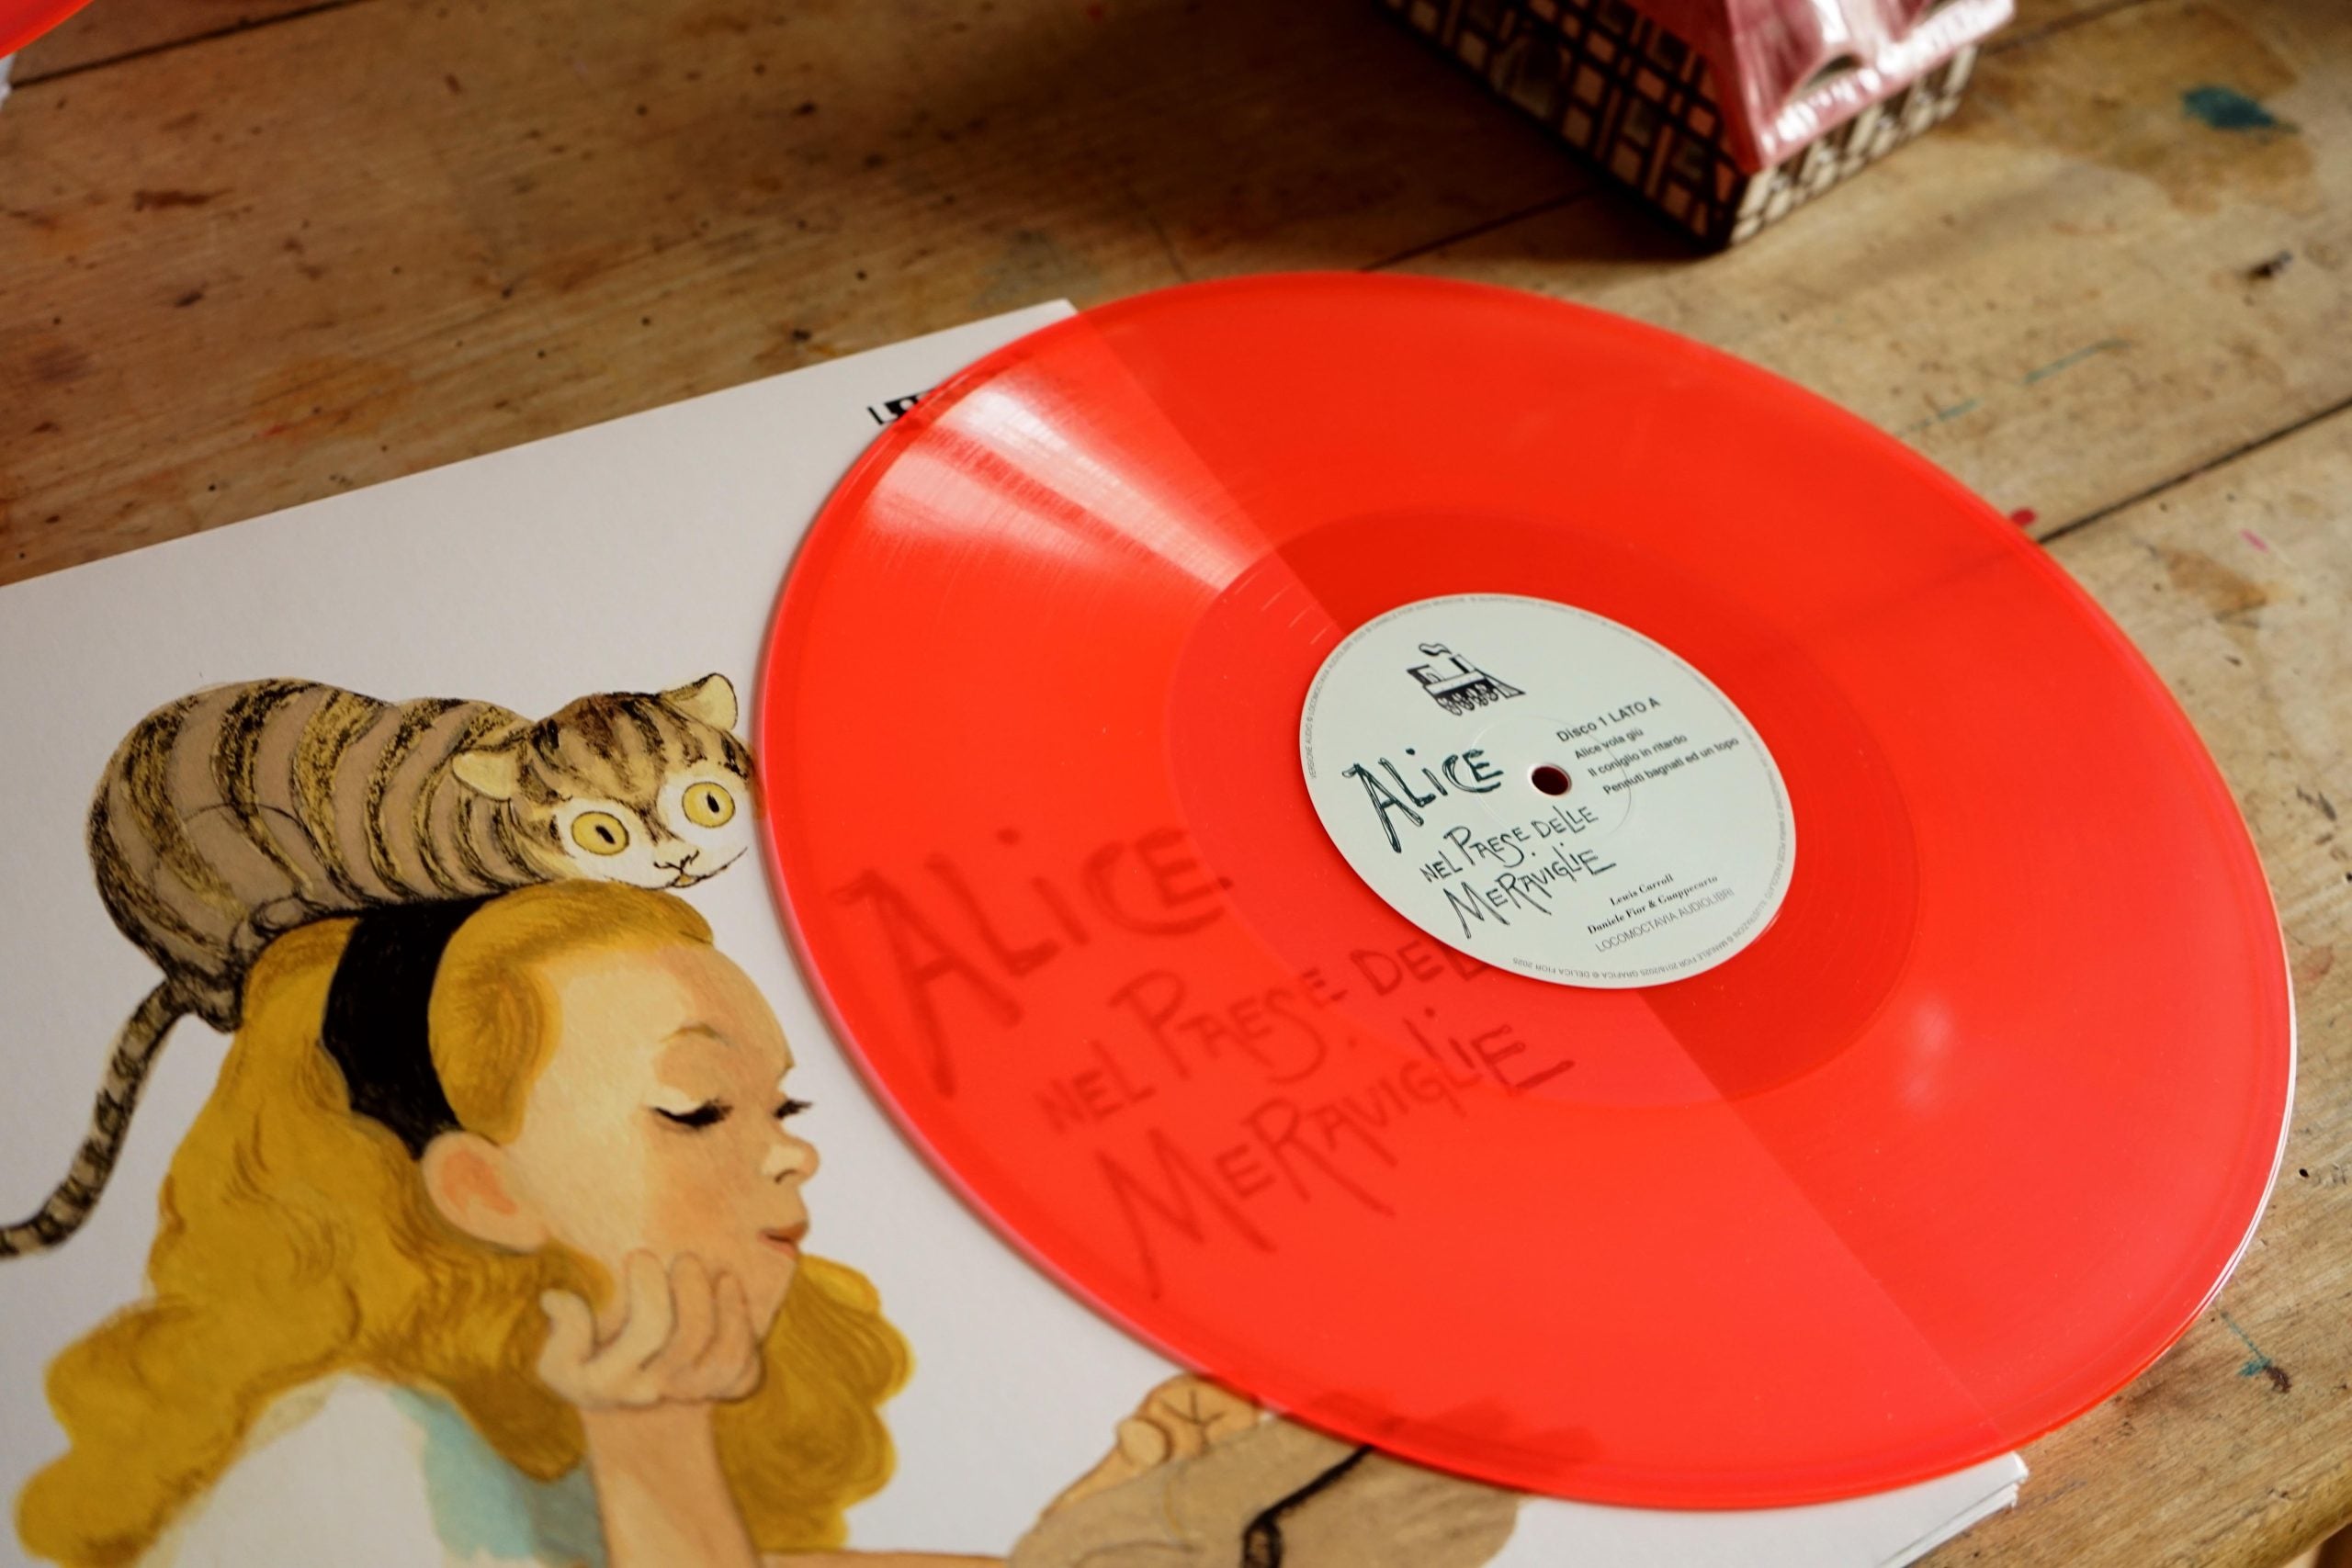 ALiCE
NEL PAESE DELLE
MERAVIGLIE
Disco 1 LATO A
Alice vola giù
Il coniglio in ritardo
Pennuti bagnati ed un topo
Lewis Carroll
Daniele Fior & Guappecarto
LOCOMOCTAVIA AUDIOLIBRI
ALiCE
NEL PAESE
MERAVIGLIE